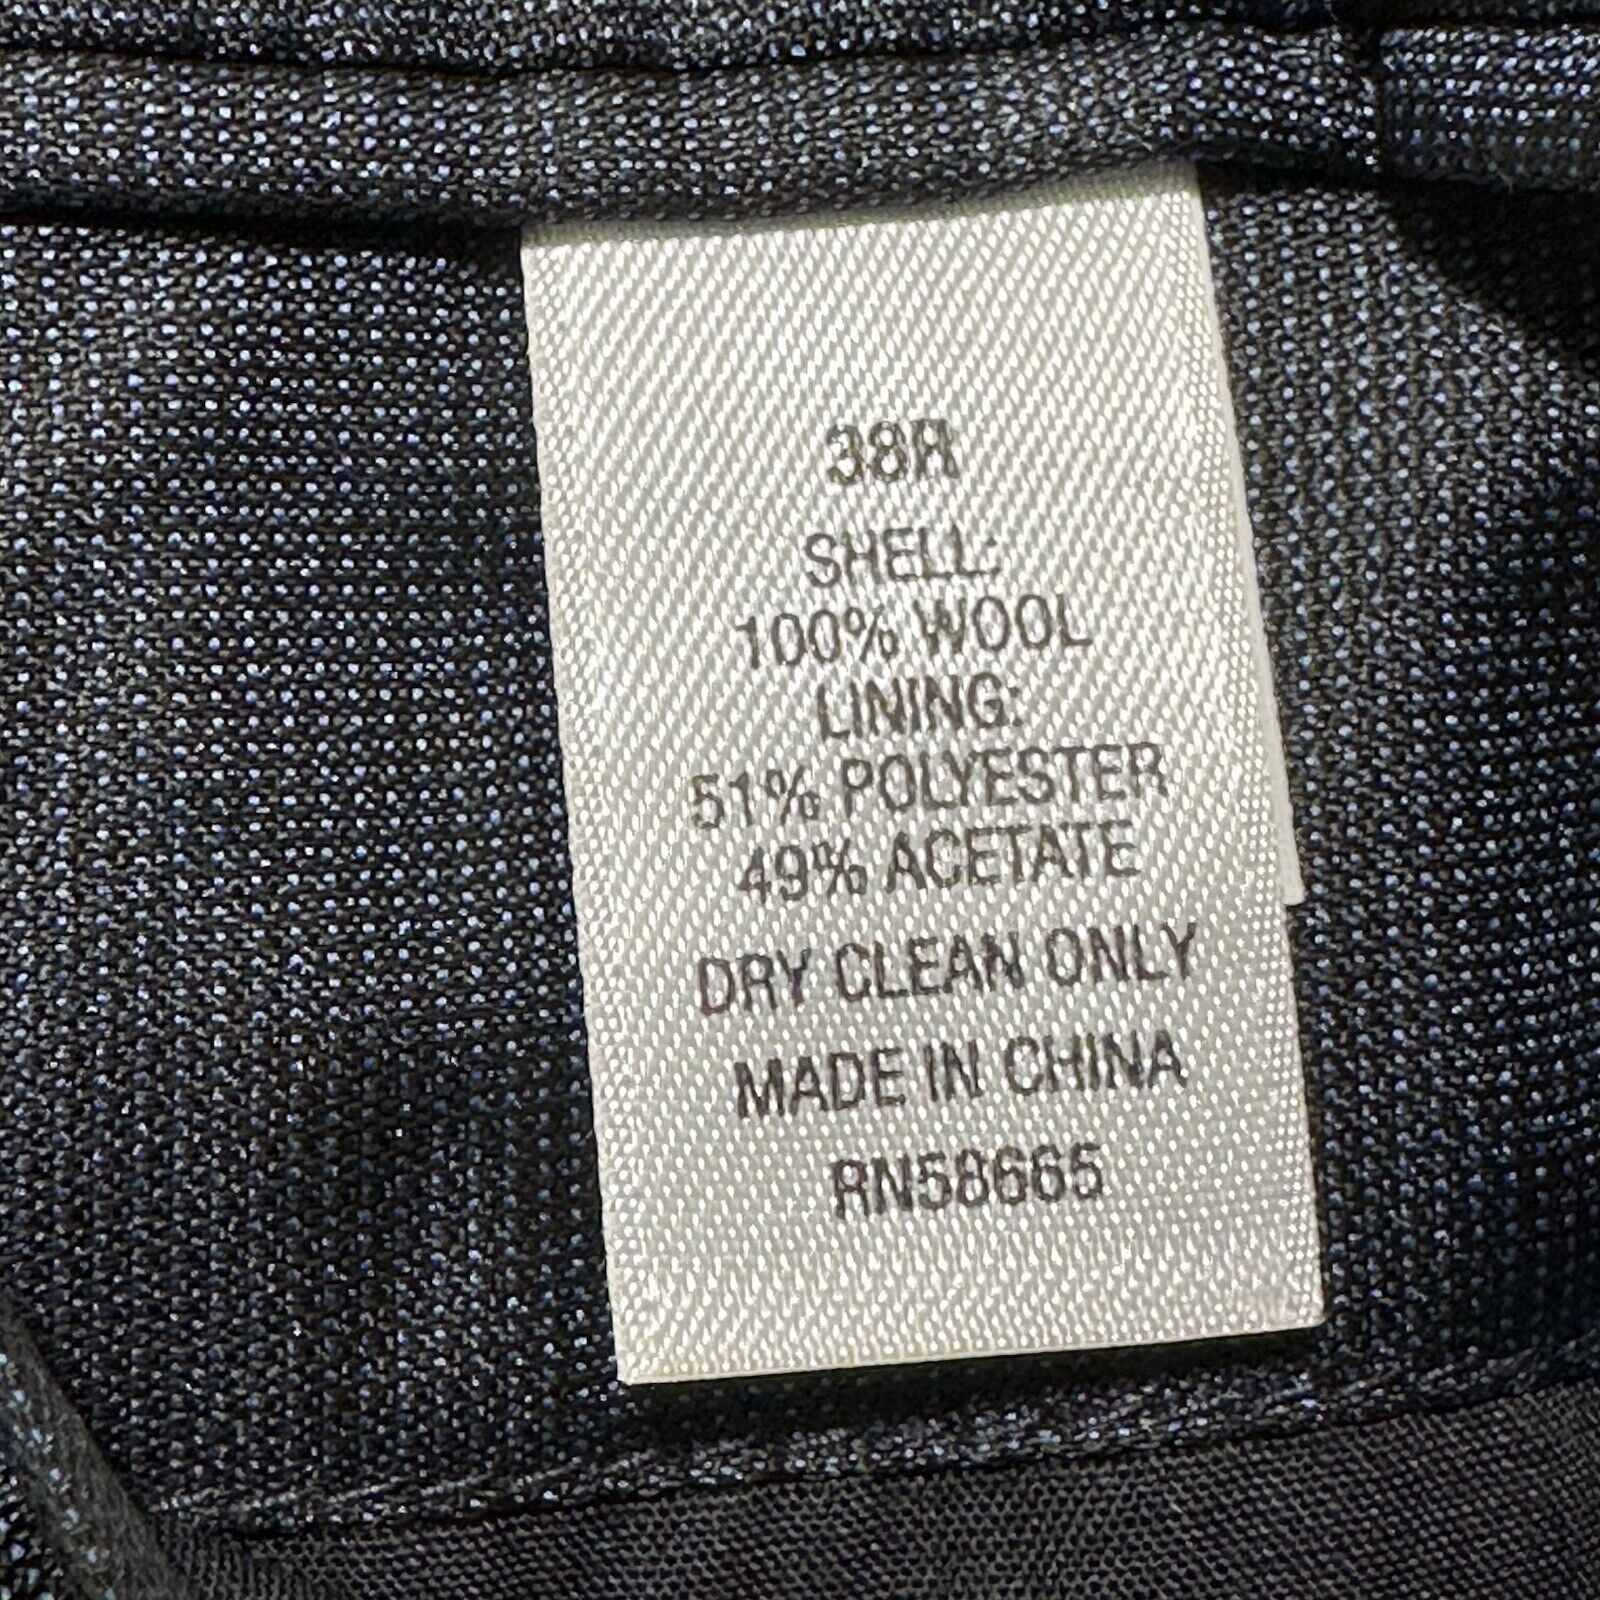 38R
SHELL:
100% WOOL
LINING:
51% POLYESTER
49% ACETATE
DRY CLEAN ONLY
MADE IN CHINA
RN58665